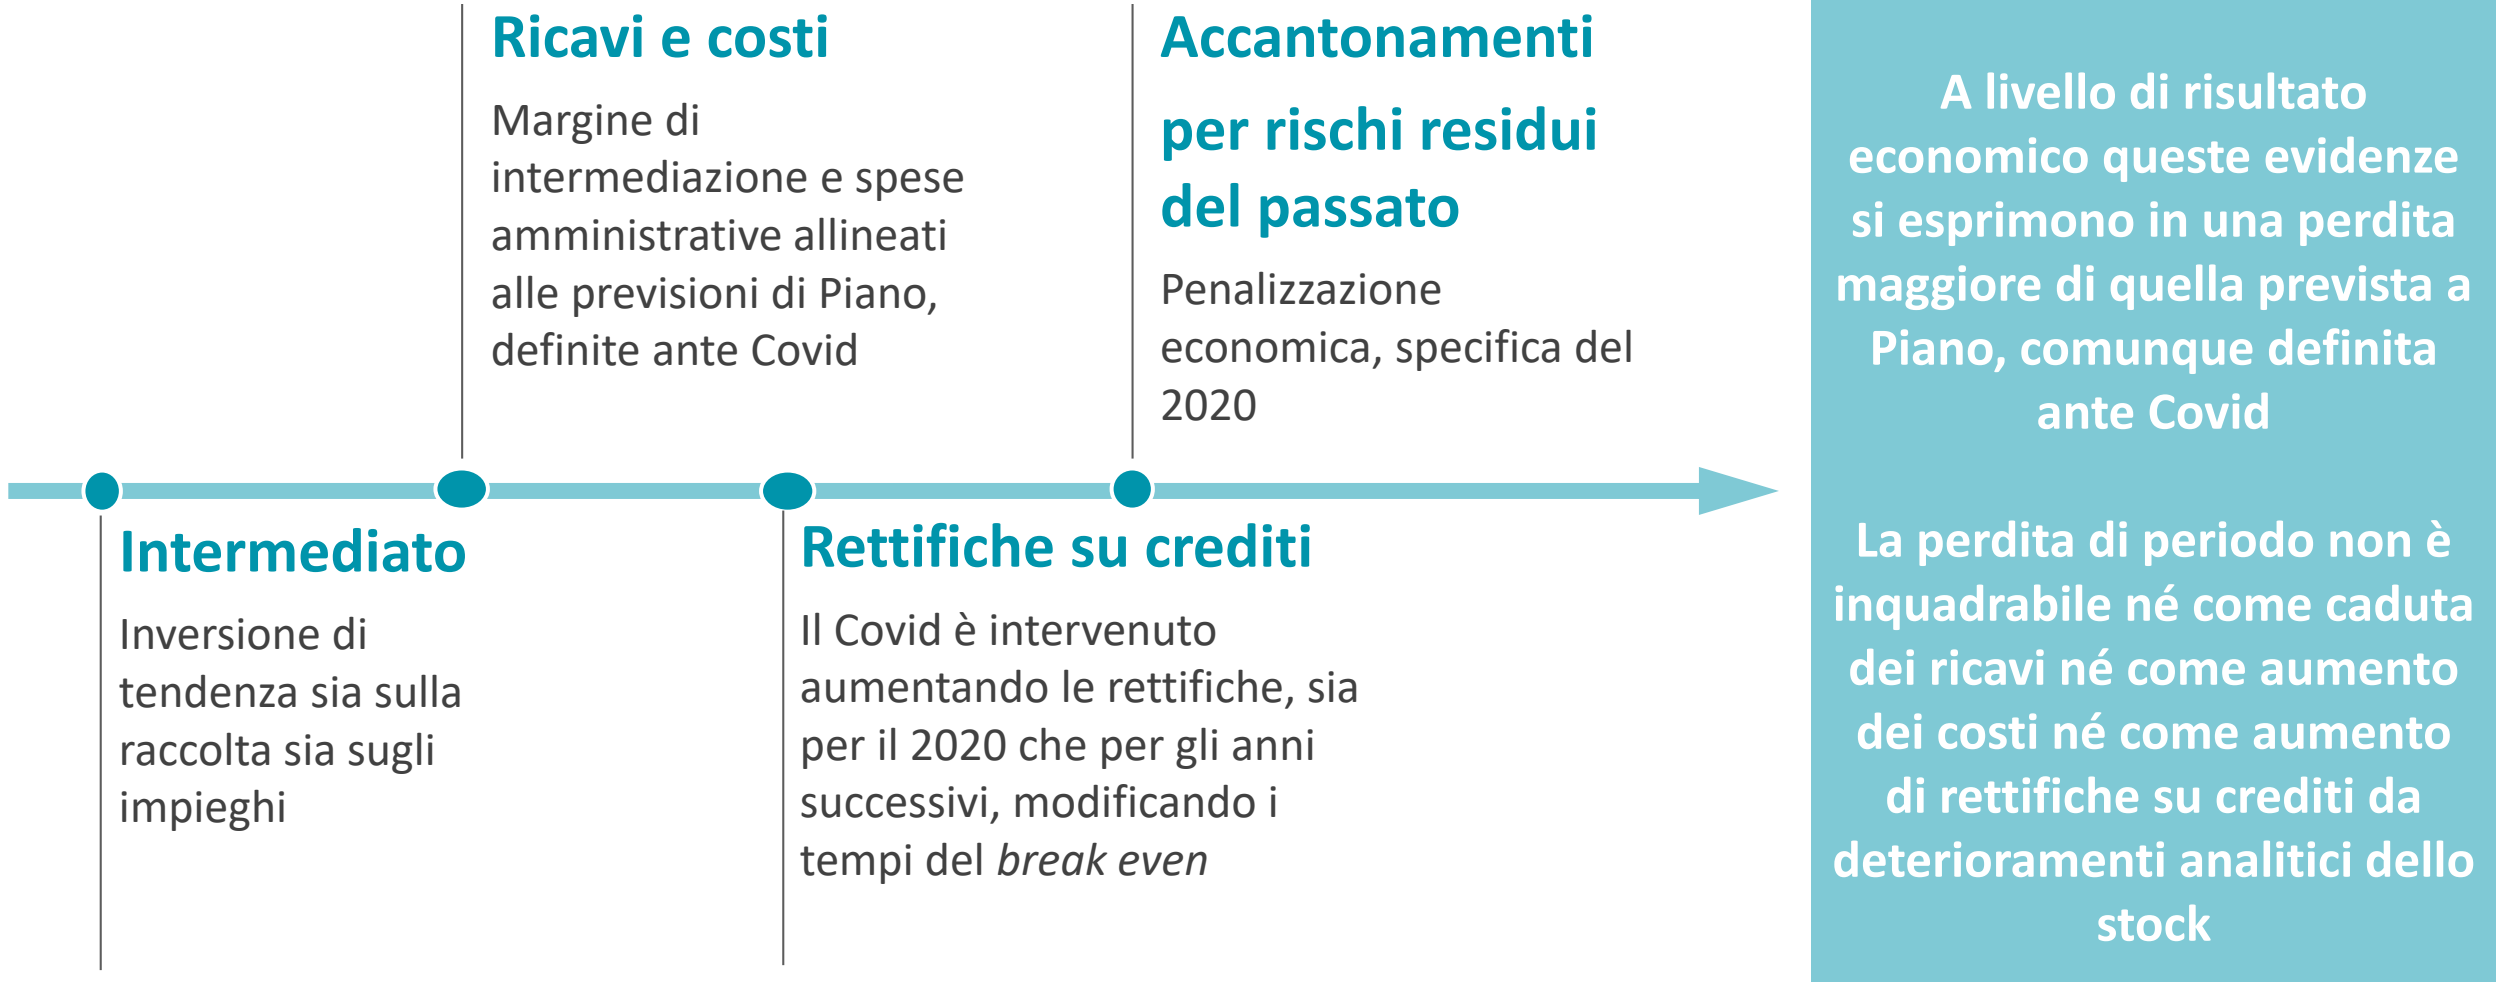 Ricavi e costi
Margine di
intermediazione e spese
amministrative allineati
alle previsioni di Piano,
definite ante Covid
Accantonamenti
per rischi residui
del passato
Penalizzazione
economica, specifica del
2020
Intermediato
Inversione di
tendenza sia sulla
raccolta sia sugli
impieghi
Rettifiche su crediti
Il Covid è intervenuto
aumentando le rettifiche, sia
per il 2020 che per gli anni
successivi, modificando i
tempi del break even
A livello di risultato
economico queste evidenze
si esprimono in una perdita
maggiore di quella prevista a
Piano, comunque definita
ante Covid
La perdita di periodo non è
inquadrabile né come caduta
dei ricavi né come aumento
dei costi né come aumento
di rettifiche su crediti da
deterioramenti analitici dello
stock